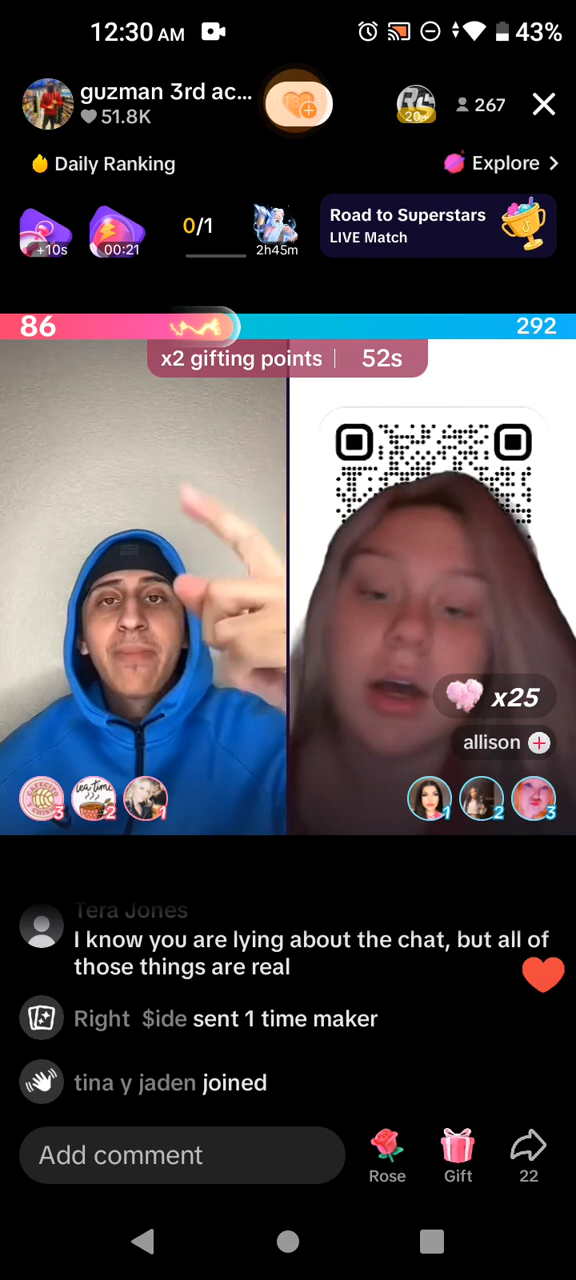 12:30 AM
43%
guzman 3rd ac...
51.8K
20+
267
Daily Ranking
Explore
+10s
00:21
0/1
2h45m
Road to Superstars
LIVE Match
86
292
x2 gifting points
52s
x25
allison
3
2
1
1
2
3
Tera Jones
I know you are lying about the chat, but all of
those things are real
Right $ide sent 1 time maker
tina y jaden joined
Add comment
Rose
Gift
22